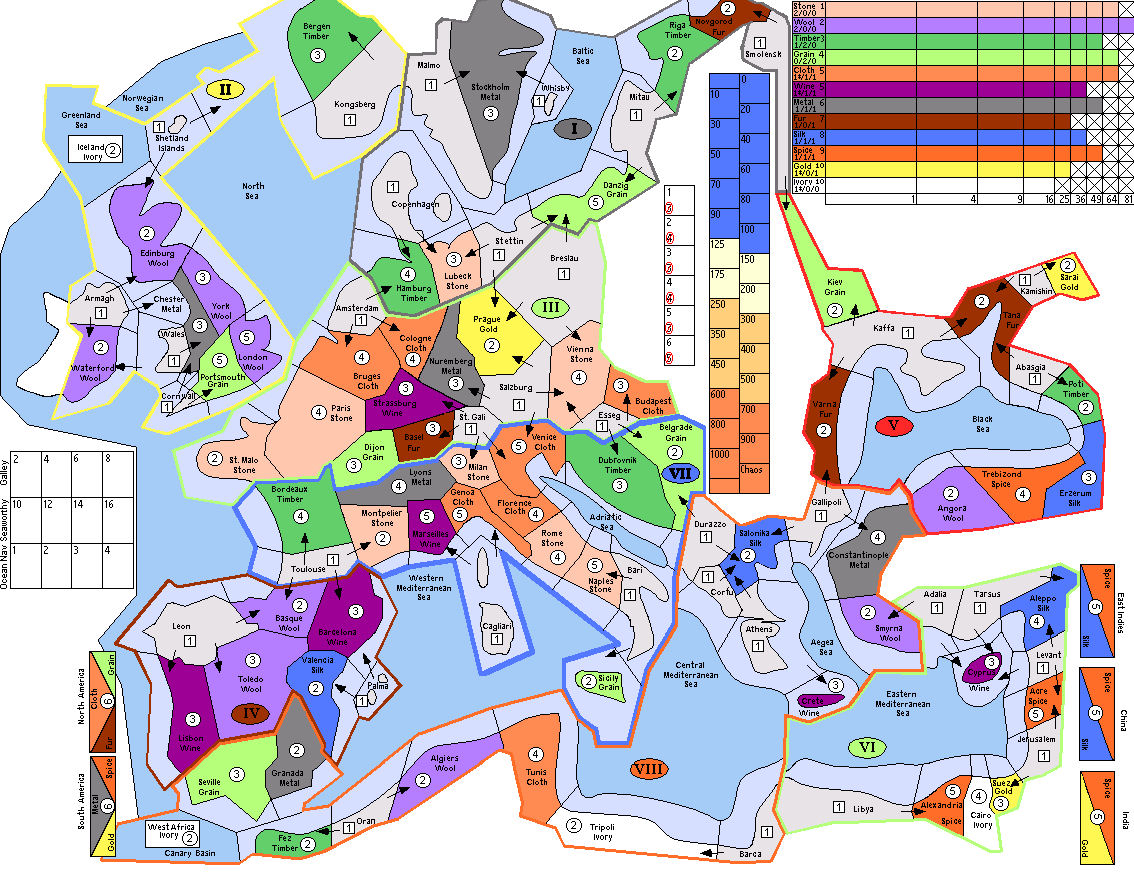 Stone 1
2/0/0
Wool 2
2/0/0
Timber3
1/2/0
Grain 4
0/2/0
Cloth 5
1*/1/1
Wine 5
1*/1/1
Metal 6
1/1/1
Fur 7
1/0/1
Silk 8
1/1/1
Spice 9
1/1/1
Gold 10
1*/0/1
Ivory 10
1*/0/0
1 4 9 16 25 36 49 64 81
Bergen
Timber
3
Kongsberg
1
Malmo
1
Stockholm
Metal
3
Baltic
Sea
Whisby
1
I
Riga
Timber
2
Novgorod
Fur
2
1
Smolensk
Mitau
1
Danzig
Grain
5
1
Copenhagen
Hamburg
Timber
4
Lubeck
Stone
3
Stettin
1
Norwegian
Sea
II
Greenland
Sea
Iceland
Ivory
2
1
Shetland
Islands
North
Sea
Edinburg
Wool
2
York
Wool
3
Chester
Metal
3
Armagh
1
Waterford
Wool
2
Wales
1
Cornwall
1
Portsmouth
Grain
5
London
Wool
5
Breslau
1
III
Amsterdam
1
Cologne
Cloth
4
Bruges
Cloth
4
Prague
Gold
2
Nuremberg
Metal
3
Strassburg
Wine
3
Vienna
Stone
4
Salzburg
1
Budapest
Cloth
3
Paris
Stone
4
St. Malo
Stone
2
Dijon
Grain
3
Basel
Fur
3
St. Gali
1
Esseg
1
Belgrade
Grain
2
VII
Venice
Cloth
5
Dubfovnik
Timber
3
Lyons
Metal
4
Milan
Stone
3
Genoa
Cloth
5
Florence
Cloth
4
Bordeaux
Timber
4
Montpelier
Stone
2
Marseilles
Wine
5
Toulouse
1
Rome
Stone
4
Adriatic
Sea
Naples
Stone
5
Bari
1
Sicily
Grain
2
Cagliari
1
Western
Mediterranean
Sea
Leon
1
Basque
Wool
2
Barcelona
Wine
3
Toledo
Wool
3
Valencia
Silk
2
Palma
1
IV
Lisbon
Wine
3
Granada
Metal
2
Seville
Grain
3
West Africa
Ivory
2
Canary Basin
Fez
Timber
2
Oran
1
Algiers
Wool
2
Tunis
Cloth
4
Tripoli
Ivory
2
VIII
Barca
1
Central
Mediterranean
Sea
Durazzo
1
Corfu
Salonika
Silk
2
Athens
1
Aegea
Sea
Crete
Wine
3
Gallipoli
1
Constantinople
Metal
4
Smyrna
Wool
2
Kiev
Grain
2
Kaffa
1
Varna
Fur
2
Tana
Fur
2
Kamishin
1
Sarai
Gold
2
Abasgia
1
Poti
Timber
2
Black
Sea
V
Angora
Wool
2
Trebizond
Spice
4
Erzerum
Silk
3
Adalia
1
Tarsus
1
Aleppo
Silk
4
Cyprus
Wine
3
Levant
1
Acre
Spice
5
Jerusalem
1
Eastern
Mediterranean
Sea
VI
Libya
1
Alexandria
Spice
5
Cairo
Ivory
4
Suez
Gold
3
0
10
20
30
40
50
60
70
80
90
100
125
150
175
200
250
300
350
400
450
500
600
700
800
900
1000
Chaos
1
2
3
4
5
6
Galley
2 4 6 8
Seaworthy
10 12 14 16
Ocean Nav
1 2 3 4
North America
Cloth
Grain
6
Fur
South America
Metal
Spice
6
Gold
East Indies
Spice
5
Silk
China
Spice
5
Silk
India
Spice
5
Gold